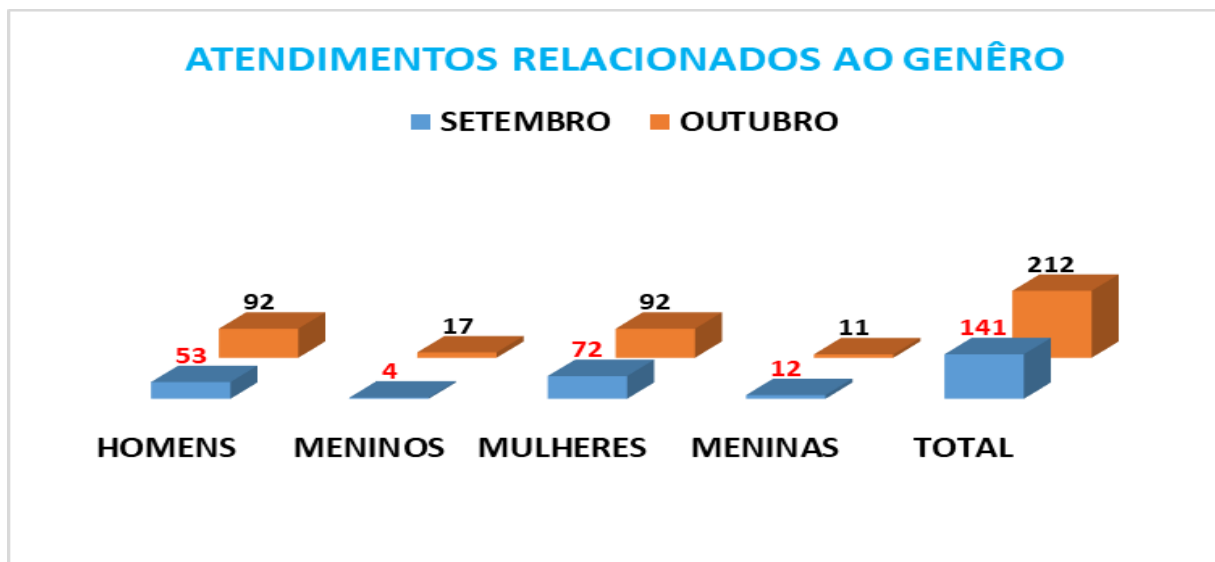 ATENDIMENTOS RELACIONADOS AO GENÊRO
SETEMBRO OUTUBRO
212
92 92
17 11
141
53 4 72 12
HOMENS MENINOS MULHERES MENINAS TOTAL